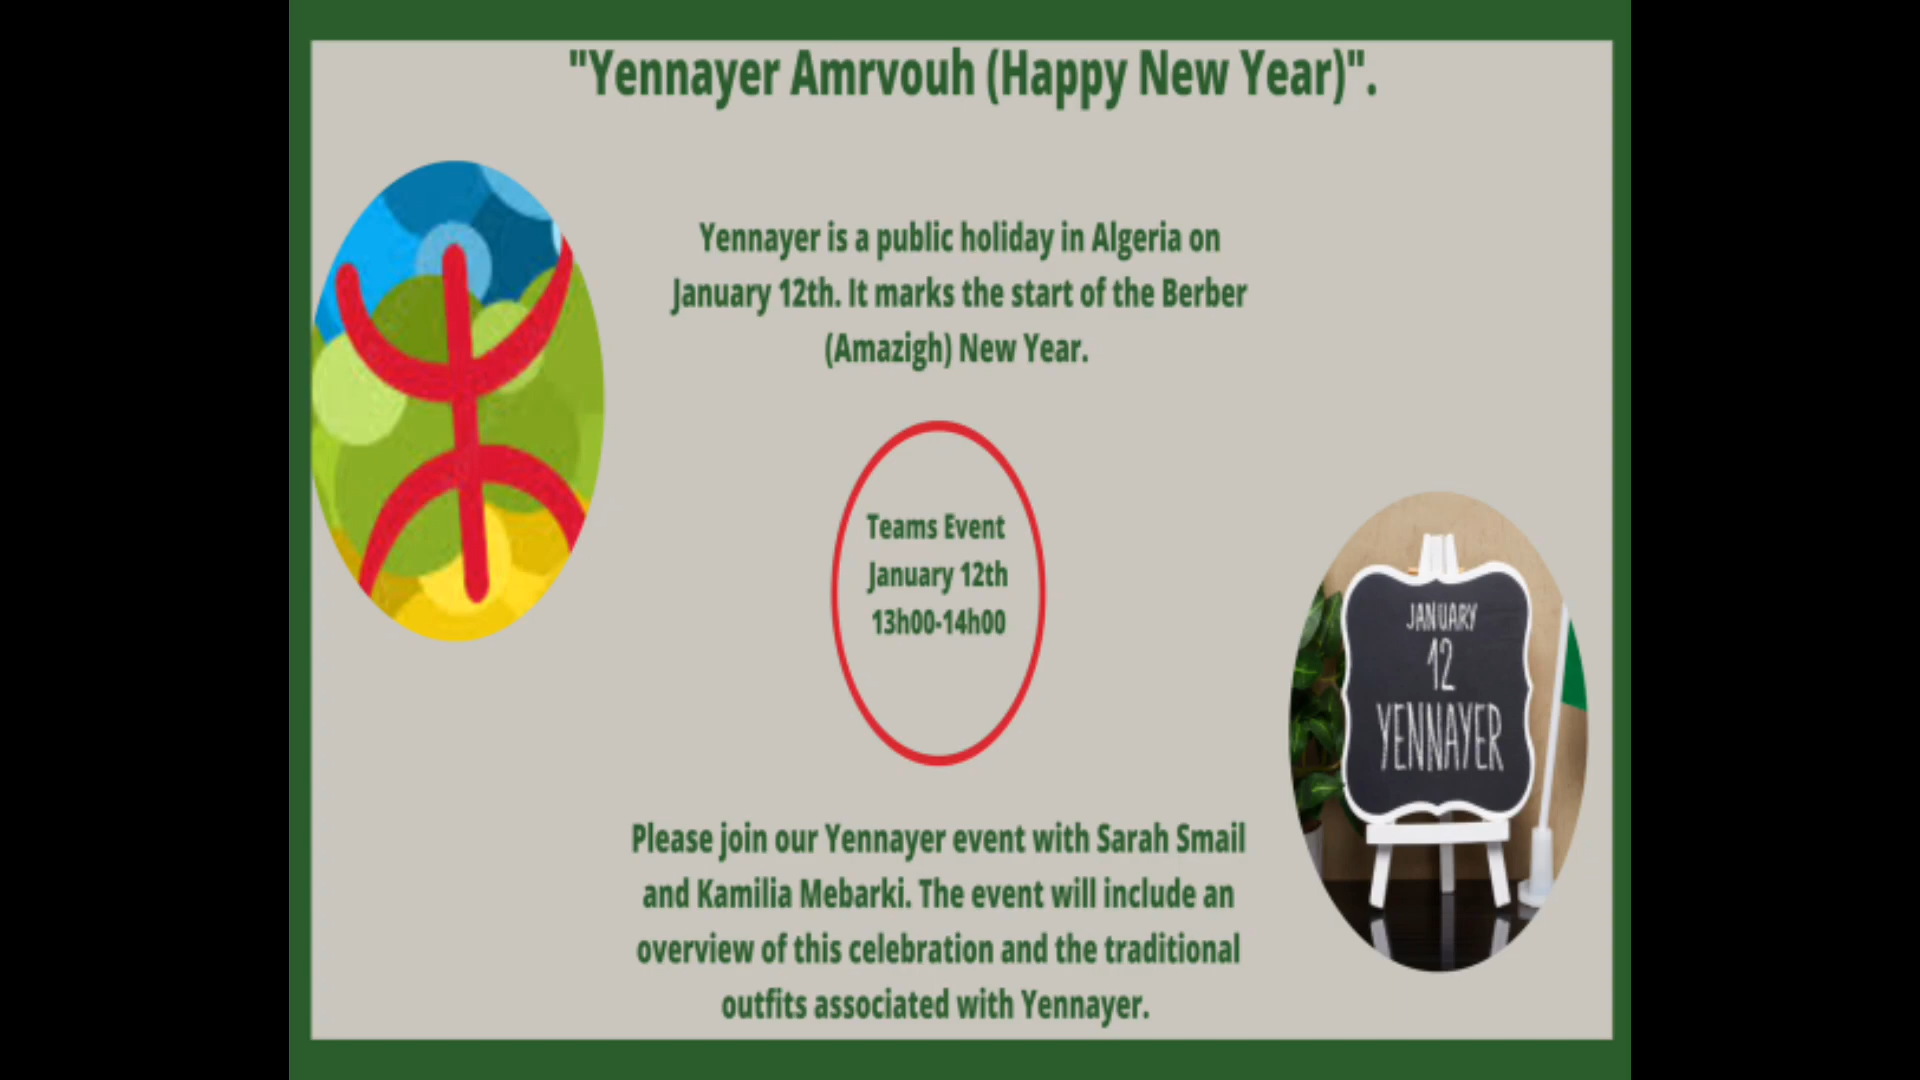 "Yennayer Amrvouh (Happy New Year)".
Yennayer is a public holiday in Algeria on
January 12th. It marks the start of the Berber
(Amazigh) New Year.
Teams Event
January 12th
13h00-14h00
JANUARY
12
YENNAYER
Please join our Yennayer event with Sarah Smail
and Kamilia Mebarki. The event will include an
overview of this celebration and the traditional
outfits associated with Yennayer.